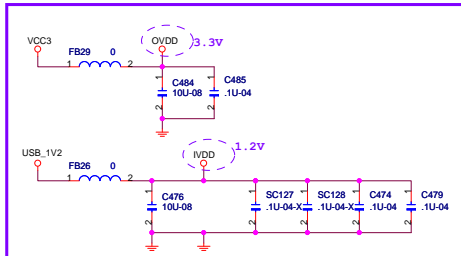 VCC3
FB29 0
1 2
OVDD
3.3V
1 1
C484 C485
10U-08 .1U-04
2 2
USB_1V2
FB26 0
1 2
IVDD
1.2V
1 1 1 1 1
C476 SC127 SC128 C474 C479
10U-08 .1U-04-X .1U-04-X .1U-04 .1U-04
2 2 2 2 2